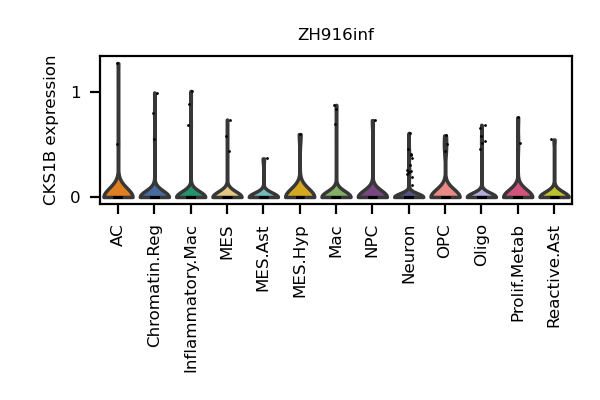 ZH916inf
CKS1B expression
1
0
AC
Chromatin.Reg
Inflammatory.Mac
MES
MES.Ast
MES.Hyp
Mac
NPC
Neuron
OPC
Oligo
Prolif.Metab
Reactive.Ast